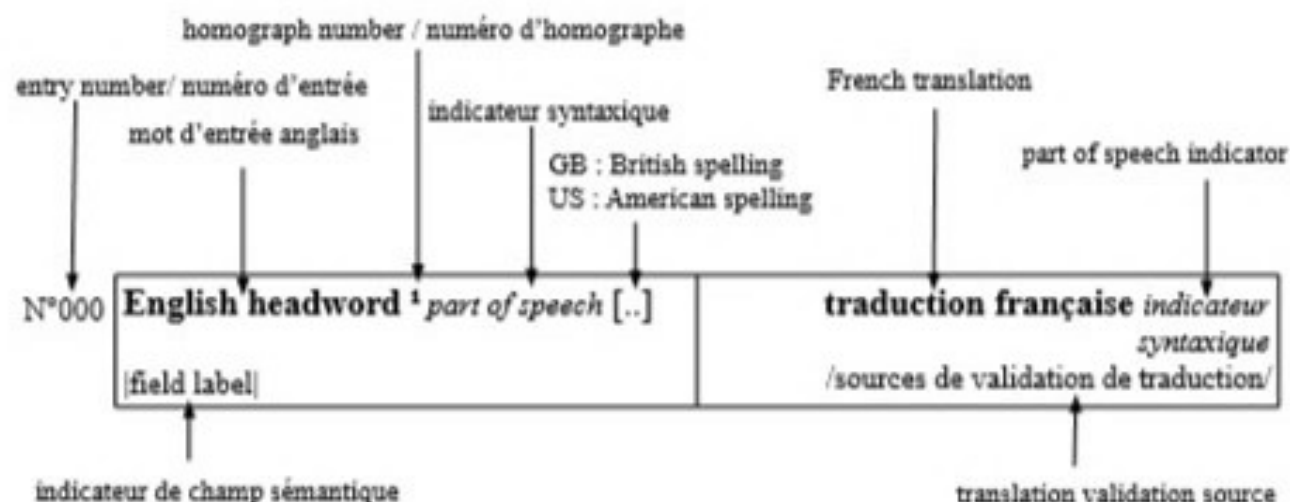 homograph number / numéro d'homographe
entry number/ numéro d'entrée
French translation
indicateur syntaxique
mot d'entrée anglais
part of speech indicator
GB : British spelling
US : American spelling
N°000 English headword ¹ part of speech [..]
traduction française indicateur
syntaxique
|field label|
/sources de validation de traduction/
indicateur de champ sémantique
translation validation source